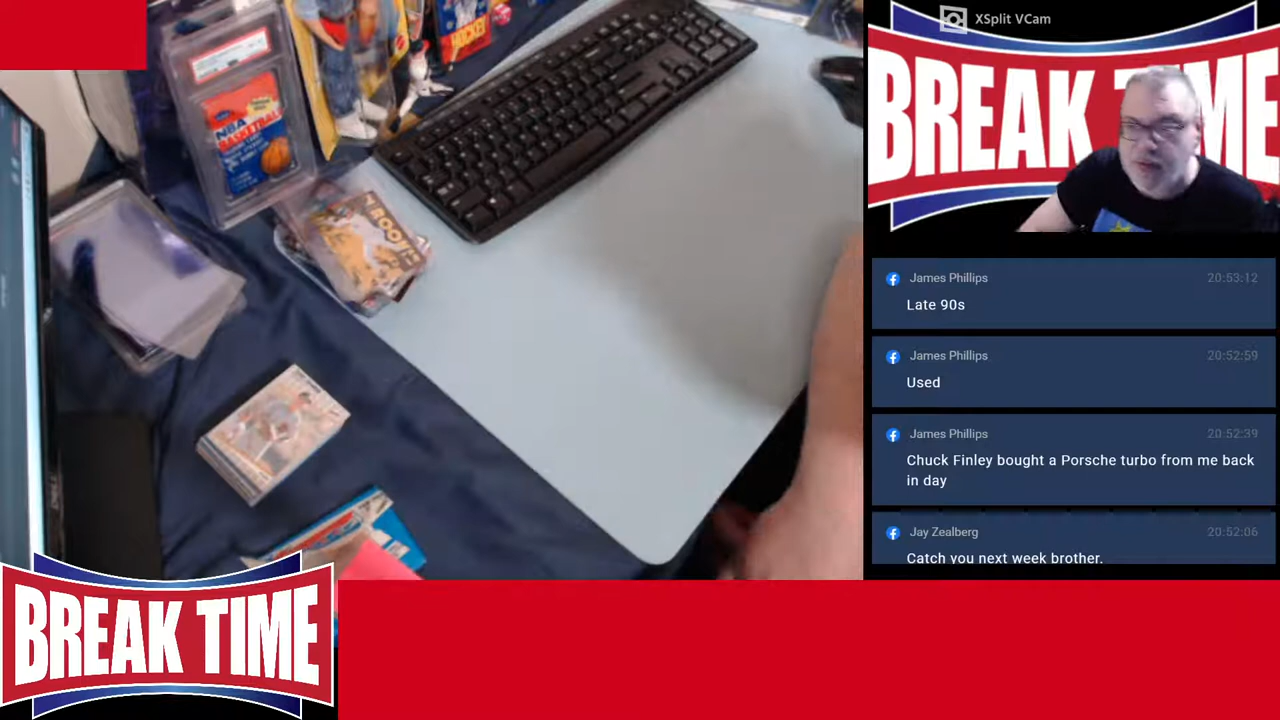 XSplit VCam
BREAK TIME
NBA
BASKETBALL
HOCKEY
ROOKIE
James Phillips
20:53:12
Late 90s
James Phillips
20:52:59
Used
James Phillips
20:52:39
Chuck Finley bought a Porsche turbo from me back
in day
Jay Zealberg
20:52:06
Catch you next week brother.
BREAK TIME